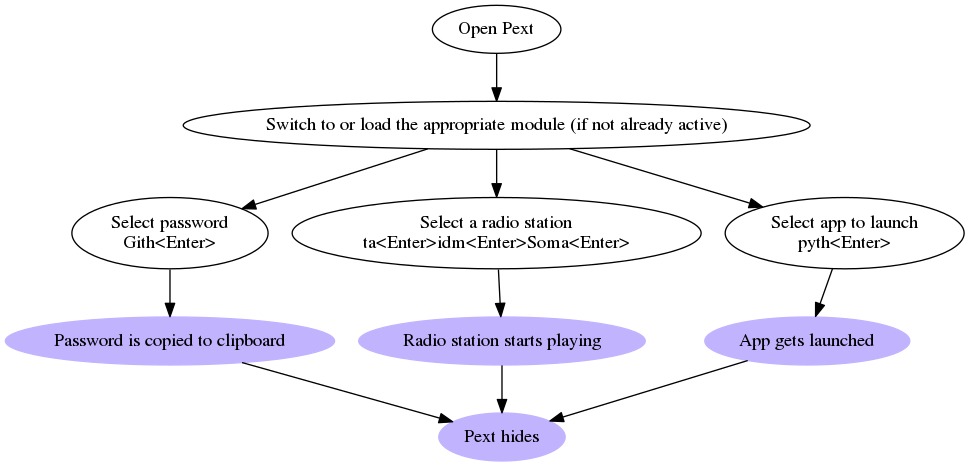 Open Pext
Switch to or load the appropriate module (if not already active)
Select password
Gith<Enter>
Select a radio station
ta<Enter>idm<Enter>Soma<Enter>
Select app to launch
pyth<Enter>
Password is copied to clipboard
Radio station starts playing
App gets launched
Pext hides